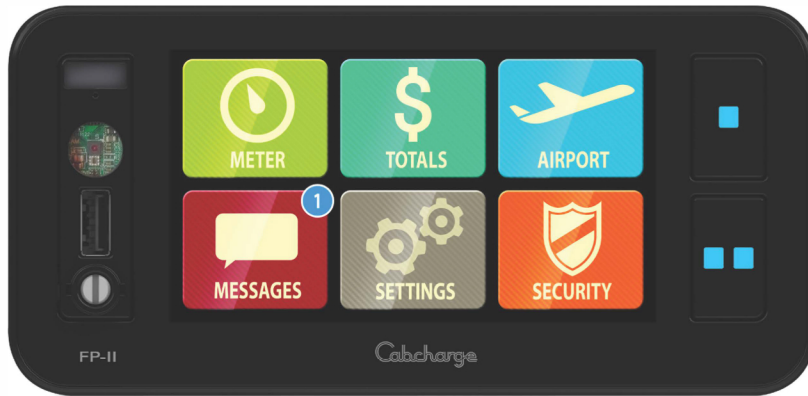 METER
TOTALS
AIRPORT
1
MESSAGES
SETTINGS
SECURITY
FP-II
Cabcharge